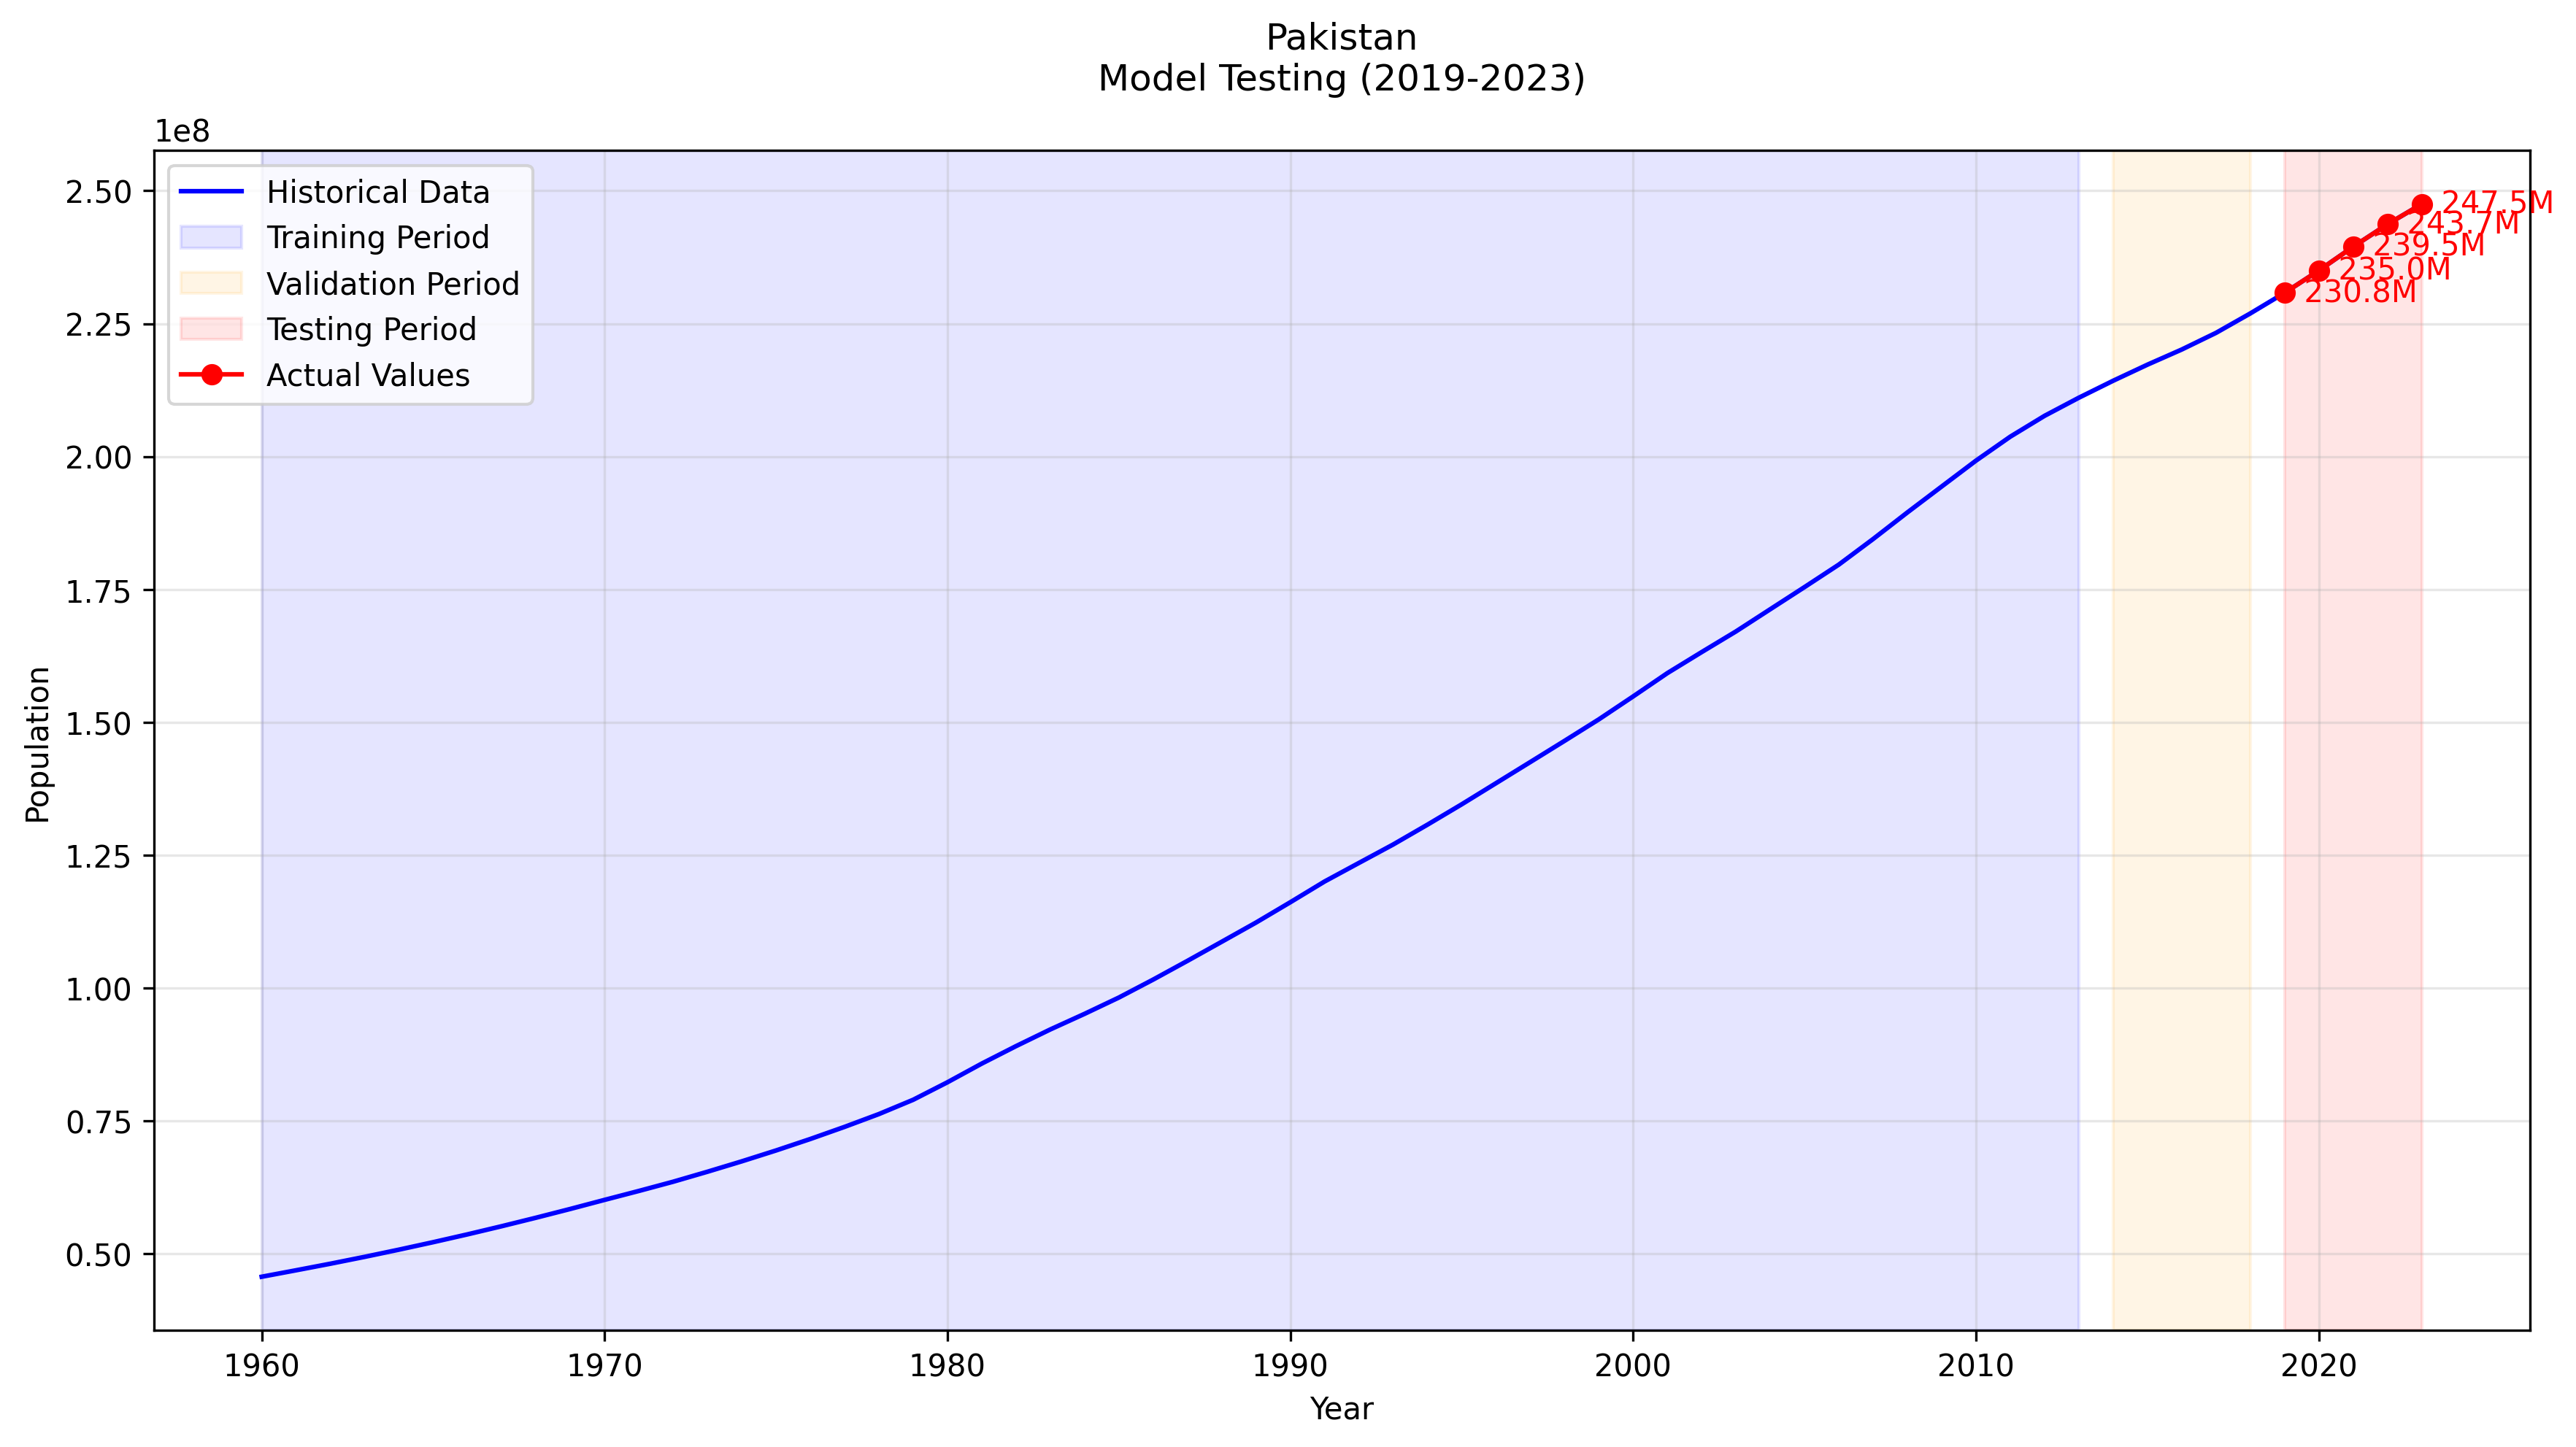 Pakistan
Model Testing (2019-2023)
1e8
2.50
2.25
2.00
1.75
1.50
1.25
1.00
0.75
0.50
Population
Historical Data
Training Period
Validation Period
Testing Period
Actual Values
247.5M
243.7M
239.5M
235.0M
230.8M
1960 1970 1980 1990 2000 2010 2020
Year